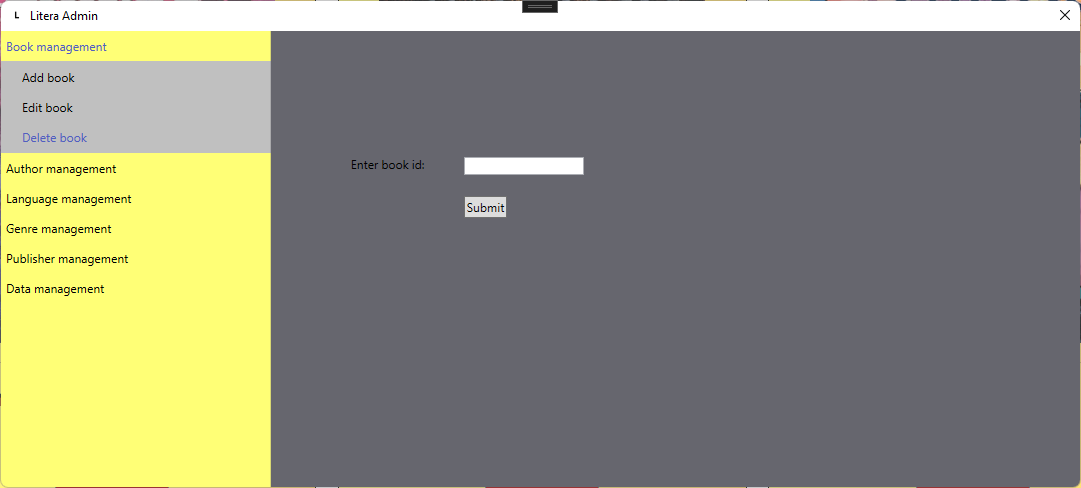 L Litera Admin
Book management
Add book
Edit book
Delete book
Author management
Language management
Genre management
Publisher management
Data management
Enter book id:
Submit